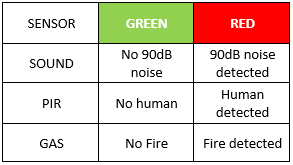 SENSOR GREEN RED
SOUND No 90dB noise 90dB noise detected
PIR No human Human detected
GAS No Fire Fire detected